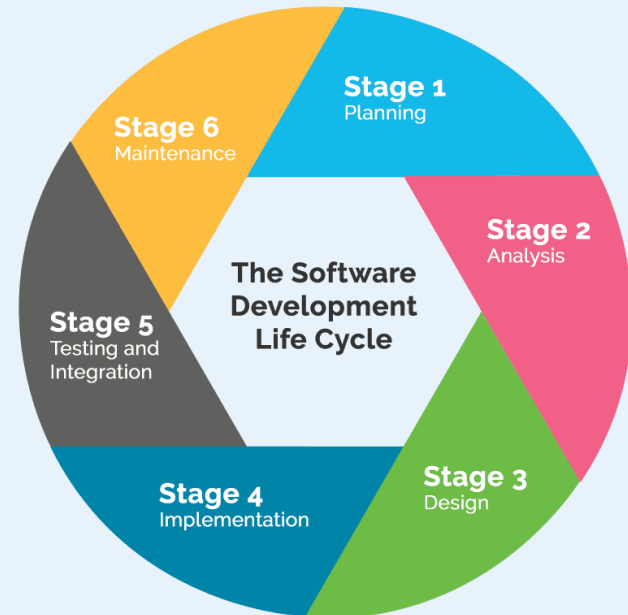 Stage 1
Planning
Stage 2
Analysis
Stage 3
Design
Stage 4
Implementation
Stage 5
Testing and
Integration
Stage 6
Maintenance
The Software
Development
Life Cycle